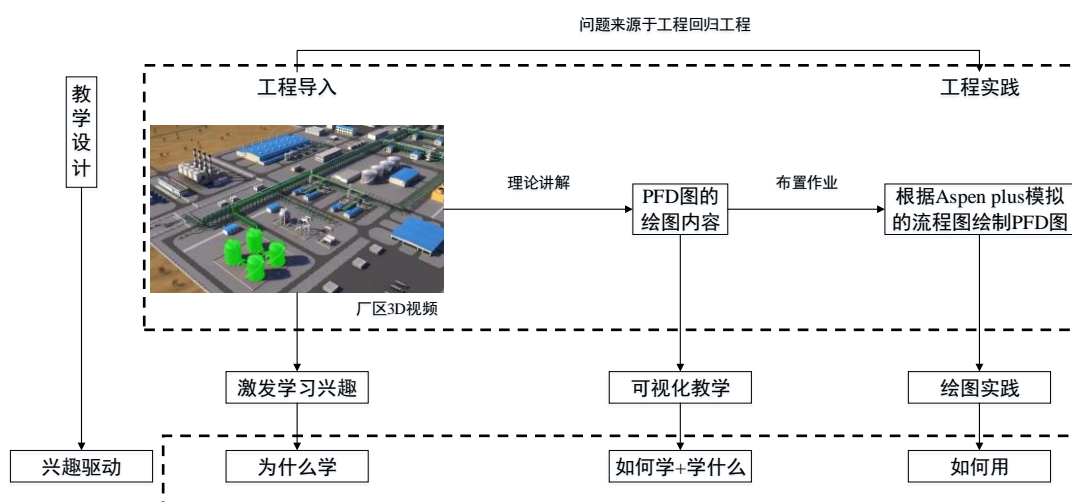 问题来源于工程回归工程
教学设计
工程导入
工程实践
理论讲解
PFD图的
绘图内容
布置作业
根据Aspen plus模拟
的流程图绘制PFD图
厂区3D视频
激发学习兴趣
可视化教学
绘图实践
兴趣驱动
为什么学
如何学+学什么
如何用